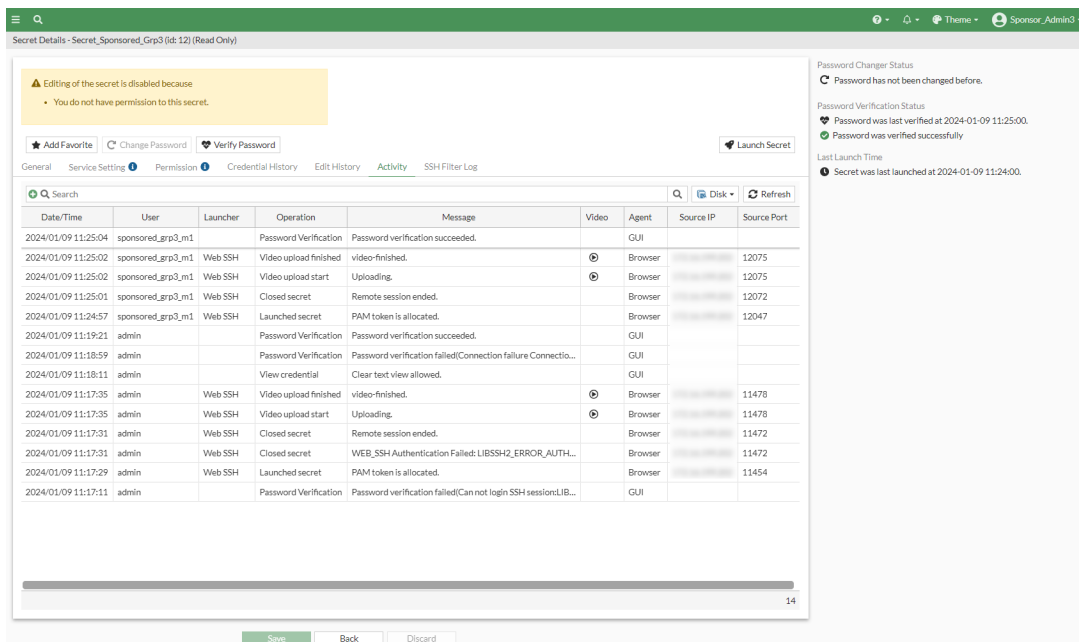 Theme
Sponsor_Admin3
Secret Details - Secret_Sponsored_Grp3 (id: 12) (Read Only)
Editing of the secret is disabled because
• You do not have permission to this secret.
Add Favorite Change Password Verify Password Launch Secret
General Service Setting Permission Credential History Edit History Activity SSH Filter Log
Search Disk Refresh
Date/Time User Launcher Operation Message Video Agent Source IP Source Port
2024/01/09 11:25:04 sponsored_grp3_m1 Password Verification Password verification succeeded. GUI
2024/01/09 11:25:02 sponsored_grp3_m1 Web SSH Video upload finished video-finished. Browser 12075
2024/01/09 11:25:02 sponsored_grp3_m1 Web SSH Video upload start Uploading. Browser 12075
2024/01/09 11:25:01 sponsored_grp3_m1 Web SSH Closed secret Remote session ended. Browser 12072
2024/01/09 11:24:57 sponsored_grp3_m1 Web SSH Launched secret PAM token is allocated. Browser 12047
2024/01/09 11:19:21 admin Password Verification Password verification succeeded. GUI
2024/01/09 11:18:59 admin Password Verification Password verification failed(Connection failure Connectio... GUI
2024/01/09 11:18:11 admin View credential Clear text view allowed. GUI
2024/01/09 11:17:35 admin Web SSH Video upload finished video-finished. Browser 11478
2024/01/09 11:17:35 admin Web SSH Video upload start Uploading. Browser 11478
2024/01/09 11:17:31 admin Web SSH Closed secret Remote session ended. Browser 11472
2024/01/09 11:17:31 admin Web SSH Closed secret WEB_SSH Authentication Failed: LIBSSH2_ERROR_AUTH... Browser 11472
2024/01/09 11:17:29 admin Web SSH Launched secret PAM token is allocated. Browser 11454
2024/01/09 11:17:11 admin Password Verification Password verification failed(Can not login SSH session:LIB... GUI
14
Save Back Discard
Password Changer Status
Password has not been changed before.
Password Verification Status
Password was last verified at 2024-01-09 11:25:00.
Password was verified successfully
Last Launch Time
Secret was last launched at 2024-01-09 11:24:00.